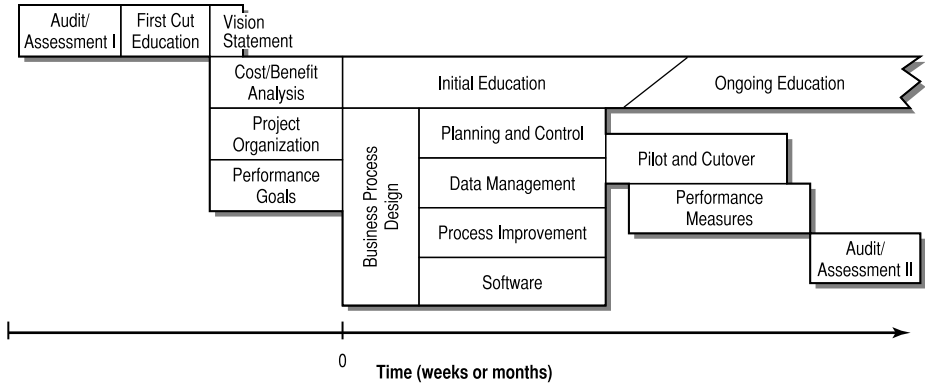 Audit/
Assessment I
First Cut
Education
Vision
Statement
Cost/Benefit
Analysis
Initial Education
Ongoing Education
Project
Organization
Performance
Goals
Business Process
Design
Planning and Control
Data Management
Process Improvement
Software
Pilot and Cutover
Performance
Measures
Audit/
Assessment II
0
Time (weeks or months)